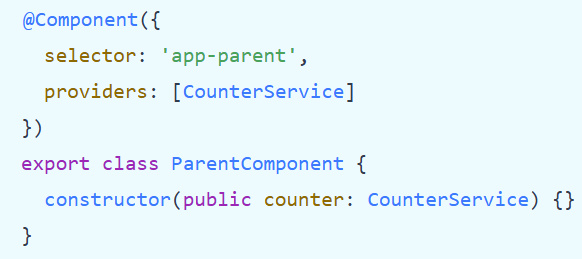 @Component({
  selector: 'app-parent',
  providers: [CounterService]
})
export class ParentComponent {
  constructor(public counter: CounterService) {}
}